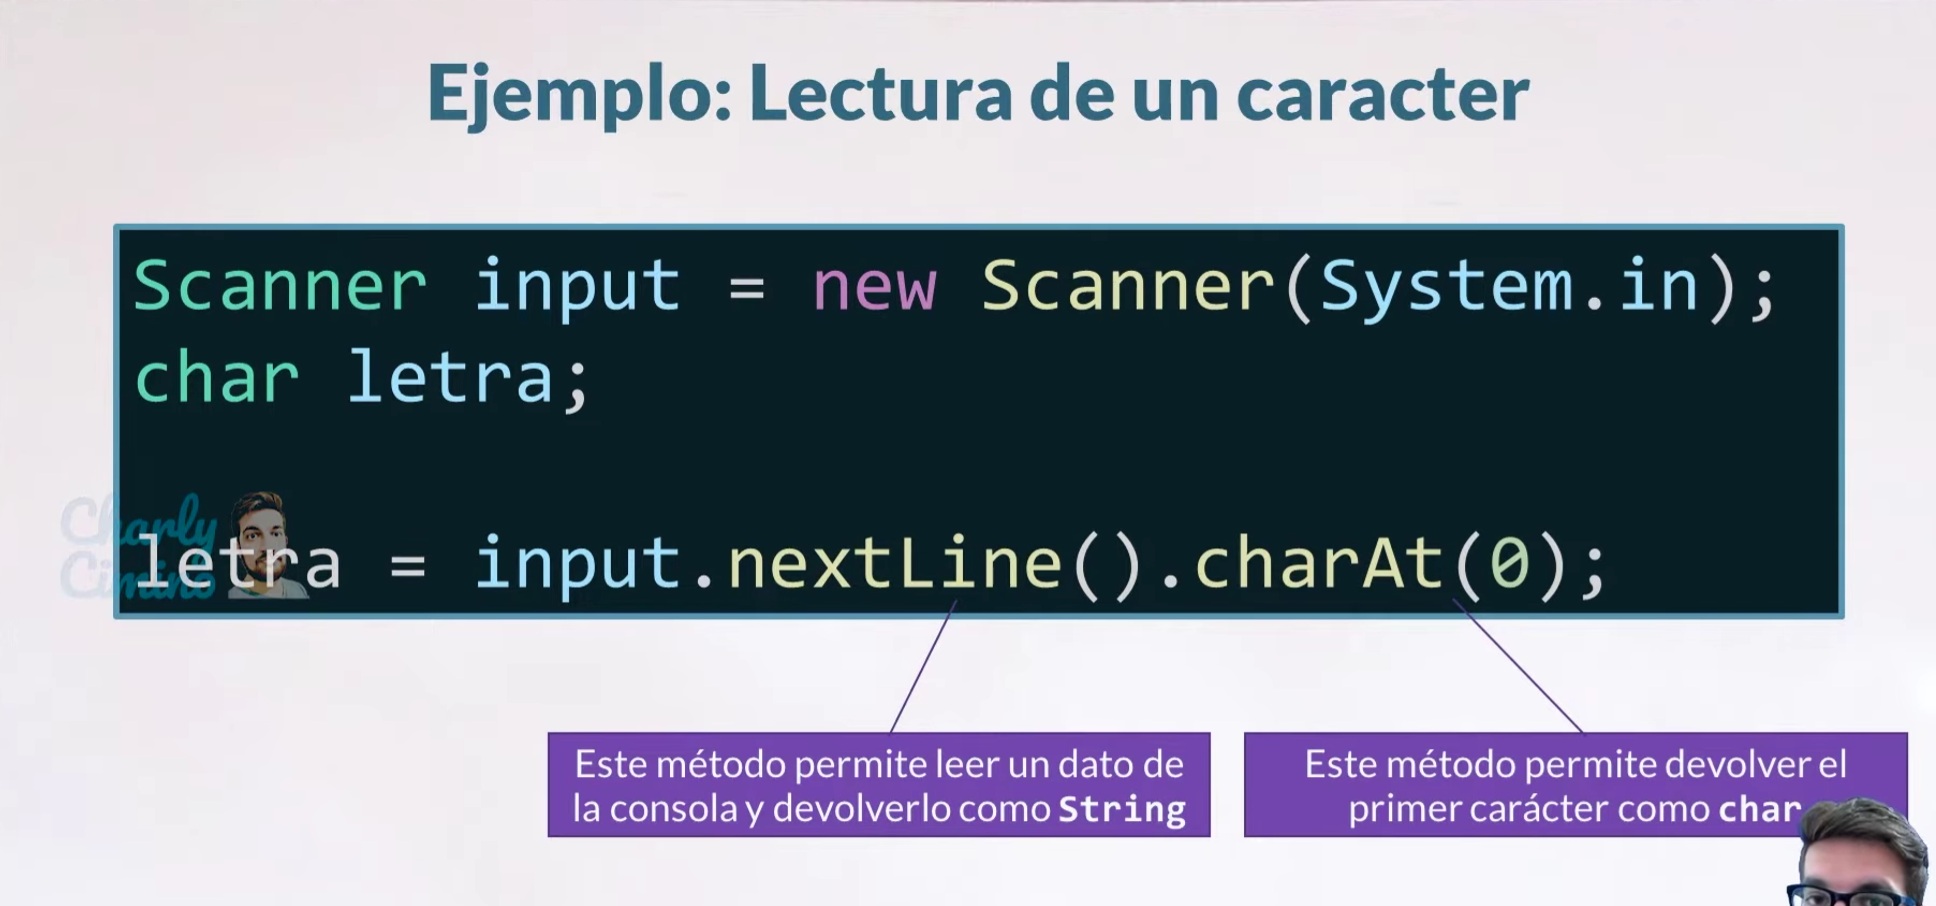 Ejemplo: Lectura de un caracter
Scanner input = new Scanner(System.in);
char letra;
Charly
Cimino
letra = input.nextLine().charAt(0);
Este método permite leer un dato de
la consola y devolverlo como String
Este método permite devolver el
primer carácter como char